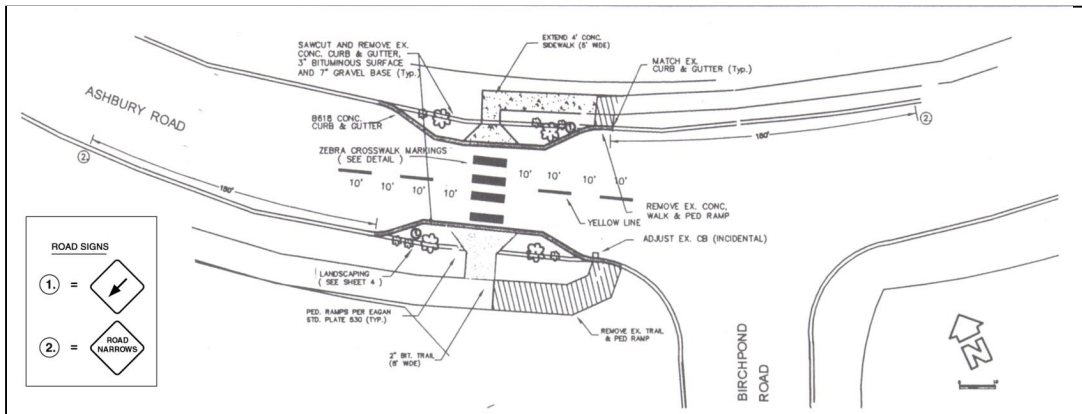 SAWCUT AND REMOVE EX.
CONC. CURB & GUTTER,
3" BITUMINOUS SURFACE
AND 7" GRAVEL BASE (Typ.)
EXTEND 4' CONC.
SIDEWALK (5' WIDE)
MATCH EX.
CURB & GUTTER (Typ.)
ASHBURY ROAD
B618 CONC.
CURB & GUTTER
2.
180'
ZEBRA CROSSWALK MARKINGS
( SEE DETAIL )
2.
10' 10' 10' 10'
10' 10' 10' 10'
180'
YELLOW LINE
REMOVE EX. CONC.
WALK & PED RAMP
ADJUST EX. CB (INCIDENTAL)
LANDSCAPING
( SEE SHEET 4 )
PED. RAMPS PER EAGAN
STD. PLATE 530 (TYP.)
2" BIT. TRAIL
(8' WIDE)
REMOVE EX. TRAIL
& PED RAMP
BIRCHPOND
ROAD
N
ROAD SIGNS
1. =
2. = ROAD
NARROWS